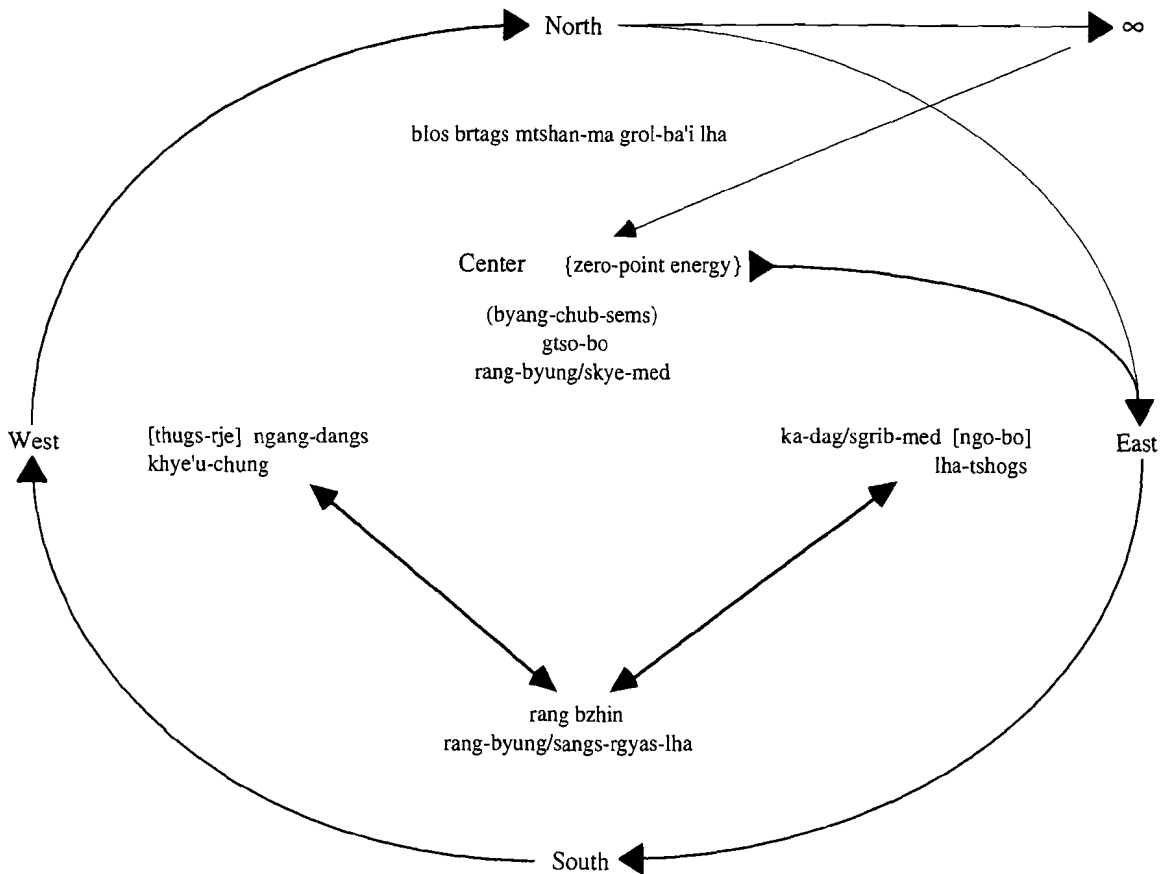 North ∞
blos brtags mtshan-ma grol-ba'i lha
Center {zero-point energy}
(byang-chub-sems)
gtso-bo
rang-byung/skye-med
West [thugs-rje] ngang-dangs ka-dag/sgrib-med [ngo-bo] East
khye'u-chung lha-tshogs
rang bzhin
rang-byung/sangs-rgyas-lha
South